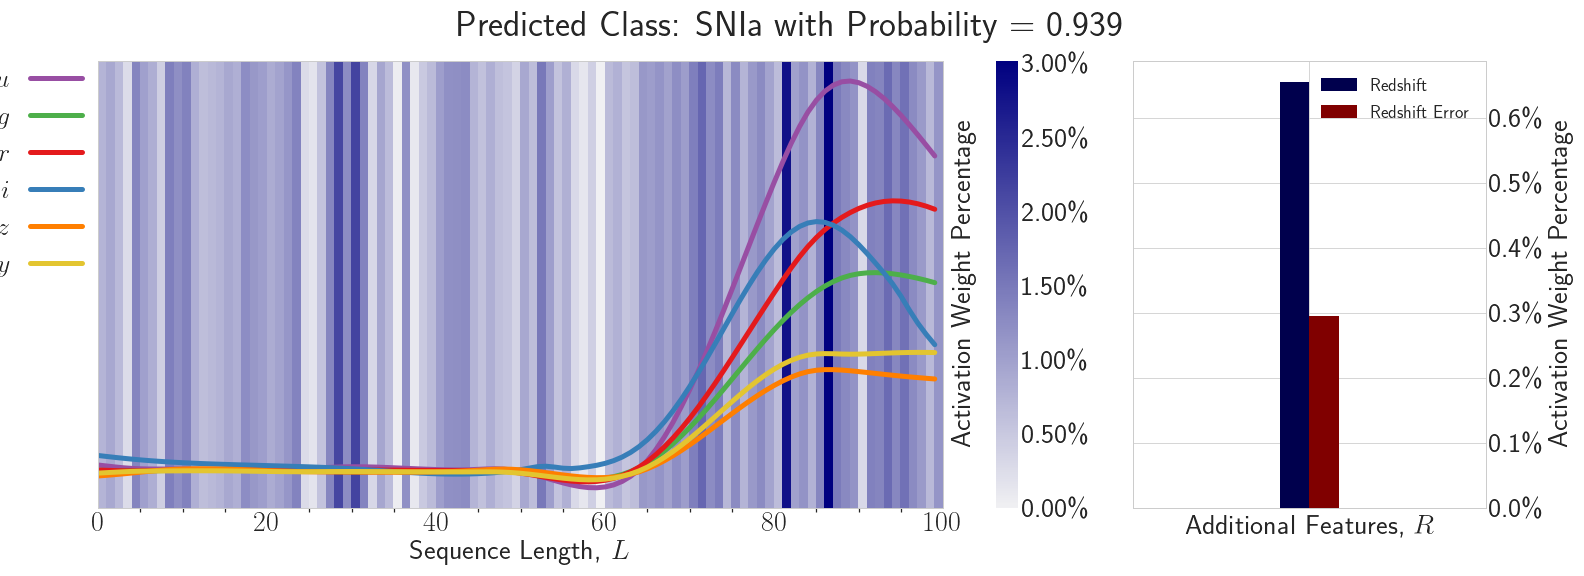 Predicted Class: SNIa with Probability = 0.939
u
g
r
i
z
y
0
20
40
60
80
100
Sequence Length, L
3.00%
2.50%
2.00%
1.50%
1.00%
0.50%
0.00%
Activation Weight Percentage
Redshift
Redshift Error
0.6%
0.5%
0.4%
0.3%
0.2%
0.1%
0.0%
Activation Weight Percentage
Additional Features, R